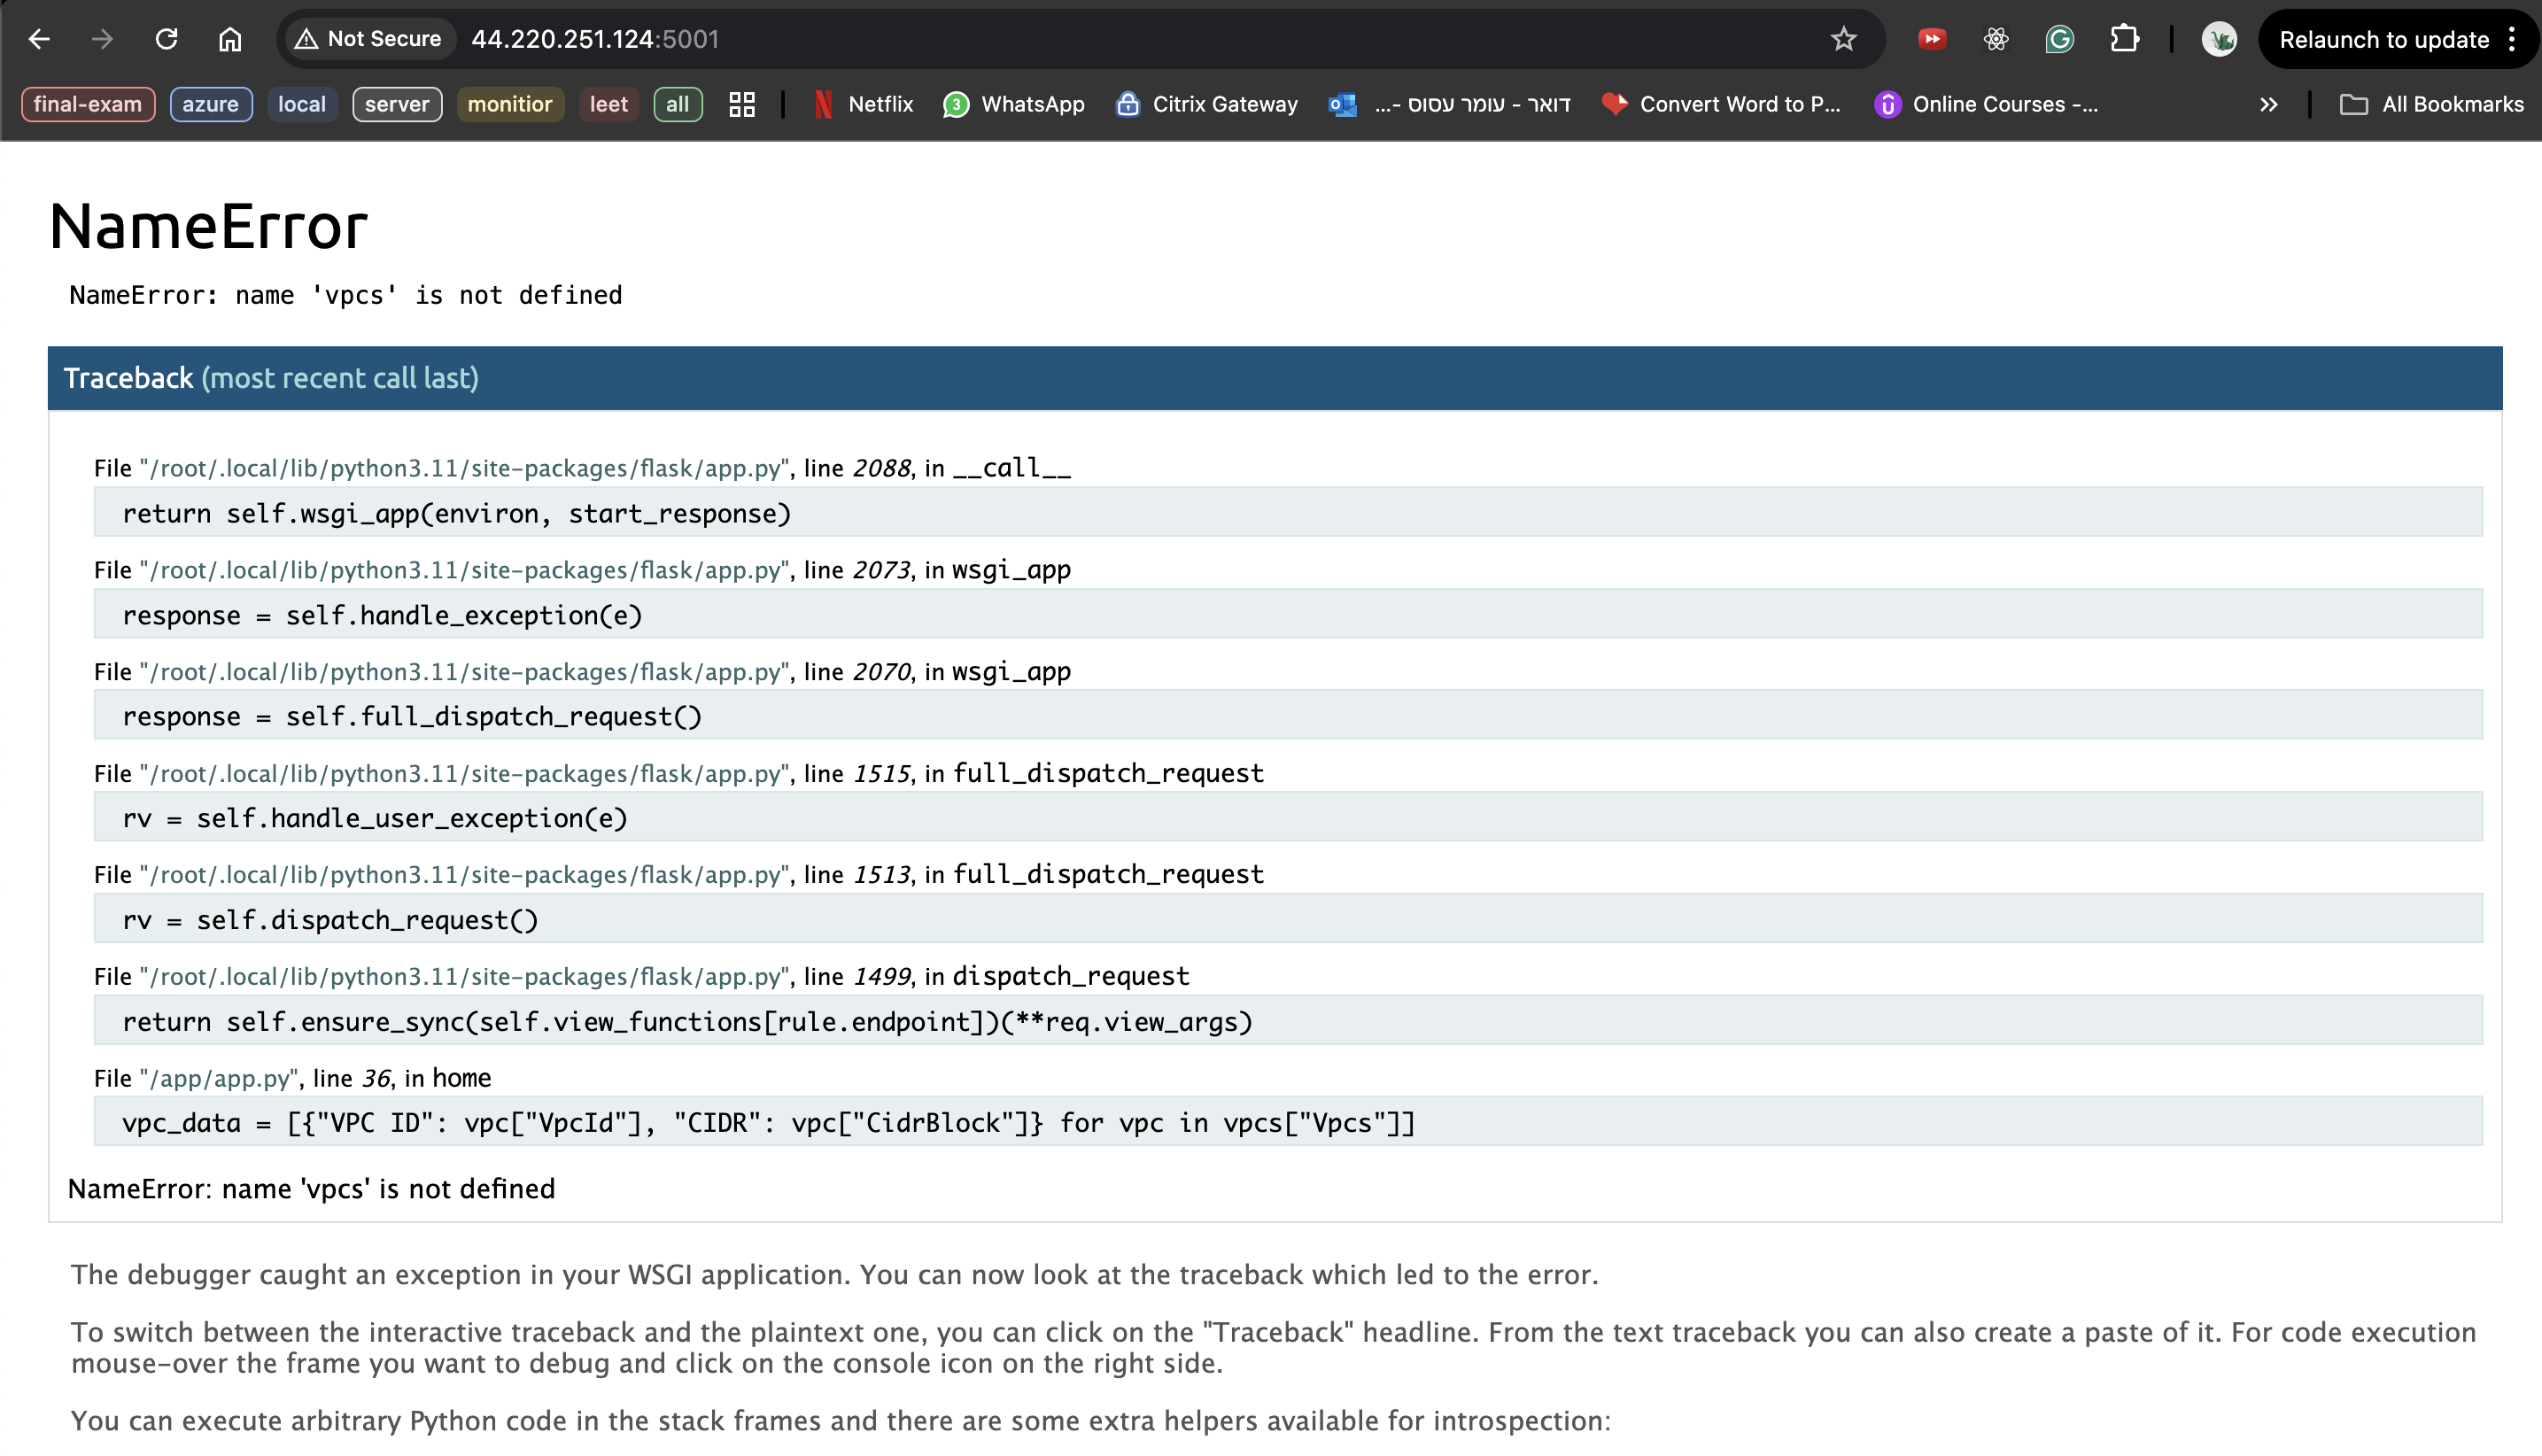 Not Secure 44.220.251.124:5001 Relaunch to update
final-exam azure local server monitior leet all Netflix 3 WhatsApp Citrix Gateway דואר - עומר עסוס -... Convert Word to P... Online Courses -... » All Bookmarks
NameError
NameError: name 'vpcs' is not defined
Traceback (most recent call last)
File "/root/.local/lib/python3.11/site-packages/flask/app.py", line 2088, in __call__
return self.wsgi_app(environ, start_response)
File "/root/.local/lib/python3.11/site-packages/flask/app.py", line 2073, in wsgi_app
response = self.handle_exception(e)
File "/root/.local/lib/python3.11/site-packages/flask/app.py", line 2070, in wsgi_app
response = self.full_dispatch_request()
File "/root/.local/lib/python3.11/site-packages/flask/app.py", line 1515, in full_dispatch_request
rv = self.handle_user_exception(e)
File "/root/.local/lib/python3.11/site-packages/flask/app.py", line 1513, in full_dispatch_request
rv = self.dispatch_request()
File "/root/.local/lib/python3.11/site-packages/flask/app.py", line 1499, in dispatch_request
return self.ensure_sync(self.view_functions[rule.endpoint])(**req.view_args)
File "/app/app.py", line 36, in home
vpc_data = [{"VPC ID": vpc["VpcId"], "CIDR": vpc["CidrBlock"]} for vpc in vpcs["Vpcs"]]
NameError: name 'vpcs' is not defined
The debugger caught an exception in your WSGI application. You can now look at the traceback which led to the error.
To switch between the interactive traceback and the plaintext one, you can click on the "Traceback" headline. From the text traceback you can also create a paste of it. For code execution
mouse-over the frame you want to debug and click on the console icon on the right side.
You can execute arbitrary Python code in the stack frames and there are some extra helpers available for introspection: